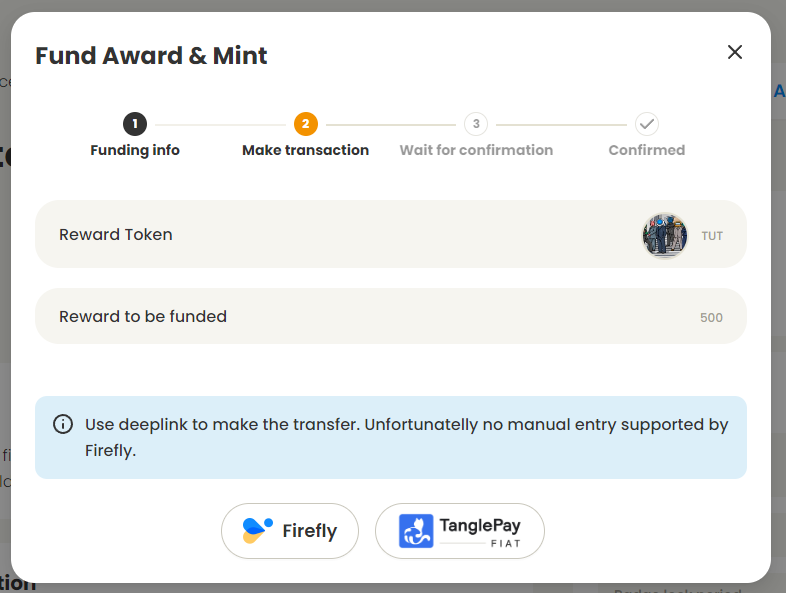 Fund Award & Mint
1
2
3
Funding info
Make transaction
Wait for confirmation
Confirmed
Reward Token
TUT
Reward to be funded
500
Use deeplink to make the transfer. Unfortunatelly no manual entry supported by
Firefly.
Firefly
TanglePay
FIAT
tion